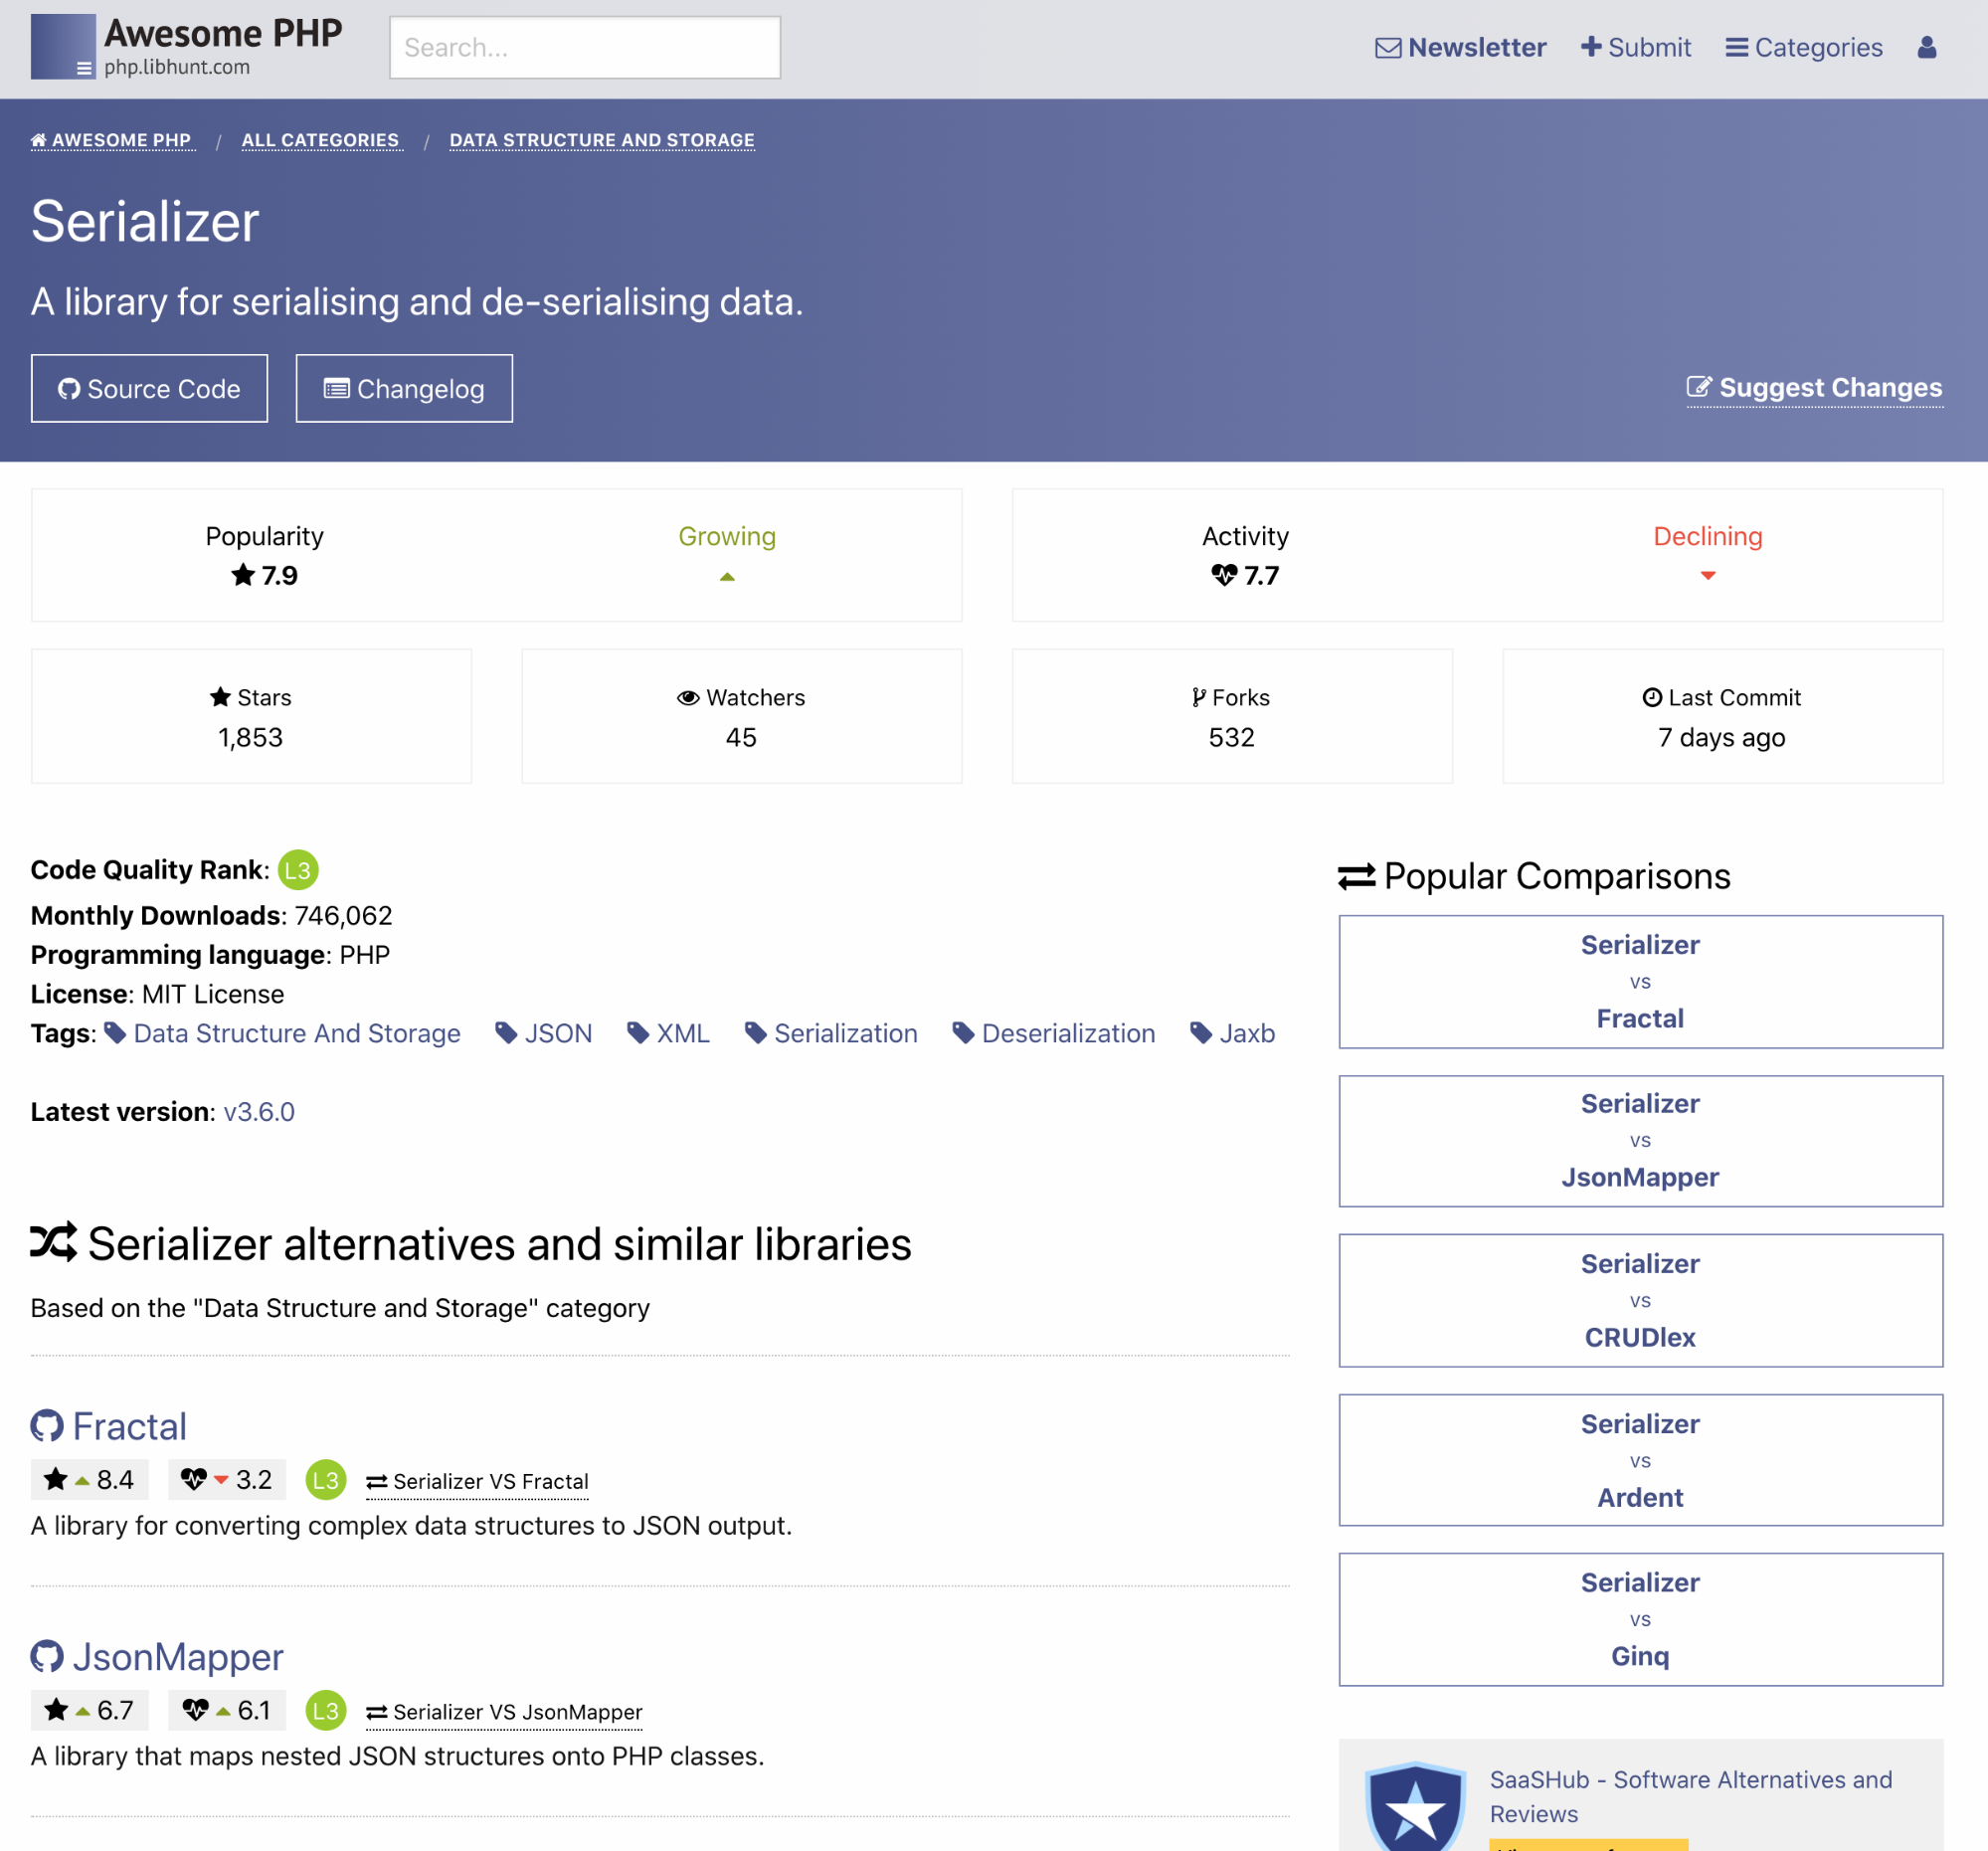 Awesome PHP
php.libhunt.com
Search...
Newsletter
Submit
Categories
AWESOME PHP / ALL CATEGORIES / DATA STRUCTURE AND STORAGE
Serializer
A library for serialising and de-serialising data.
Source Code
Changelog
Suggest Changes
Popularity
7.9
Growing
Activity
7.7
Declining
Stars
1,853
Watchers
45
Forks
532
Last Commit
7 days ago
Code Quality Rank: L3
Monthly Downloads: 746,062
Programming language: PHP
License: MIT License
Tags: Data Structure And Storage JSON XML Serialization Deserialization Jaxb
Latest version: v3.6.0
Serializer alternatives and similar libraries
Based on the "Data Structure and Storage" category
Fractal
8.4 3.2 L3 Serializer VS Fractal
A library for converting complex data structures to JSON output.
JsonMapper
6.7 6.1 L3 Serializer VS JsonMapper
A library that maps nested JSON structures onto PHP classes.
Popular Comparisons
Serializer
vs
Fractal
Serializer
vs
JsonMapper
Serializer
vs
CRUDlex
Serializer
vs
Ardent
Serializer
vs
Ginq
SaaSHub - Software Alternatives and
Reviews